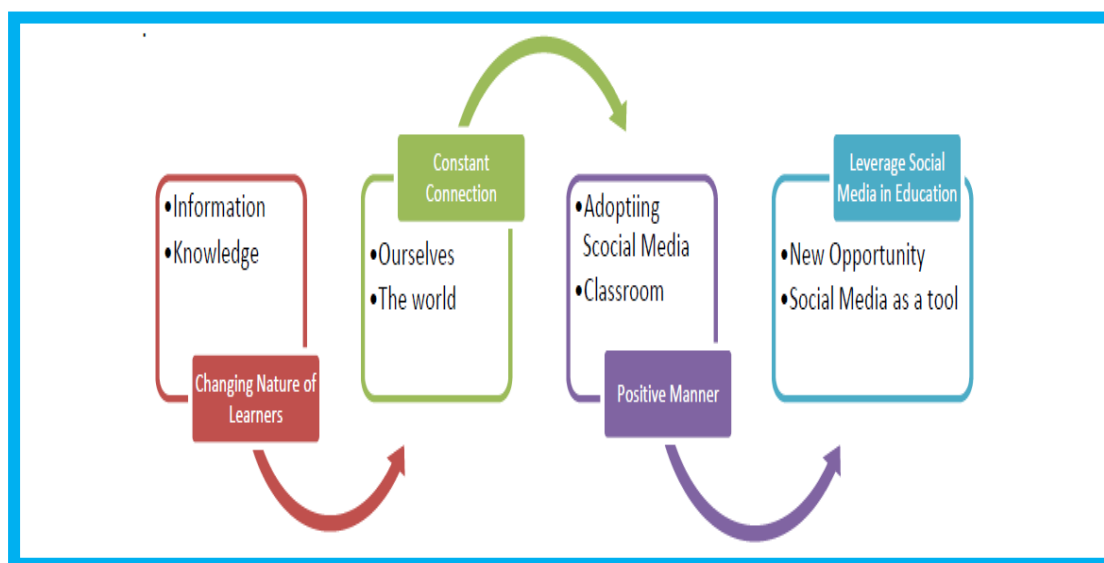 •Information
•Knowledge
Changing Nature of
Learners
Constant
Connection
•Ourselves
•The world
•Adoptiing
Scocial Media
•Classroom
Positive Manner
Leverage Social
Media in Education
•New Opportunity
•Social Media as a tool